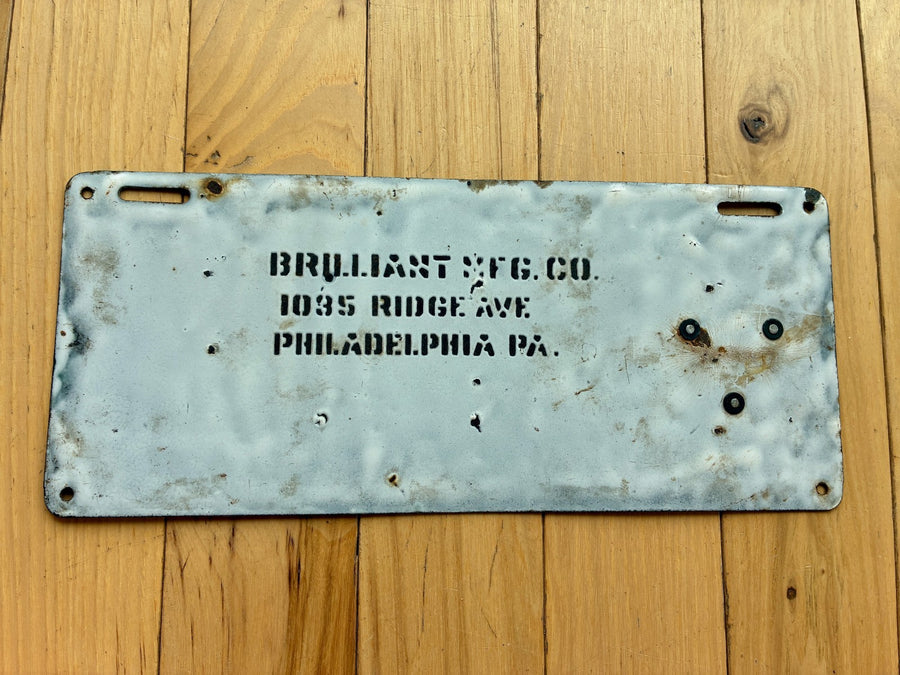 BRILLIANT MFG. CO.
1035 RIDGE AVE
PHILADELPHIA PA.